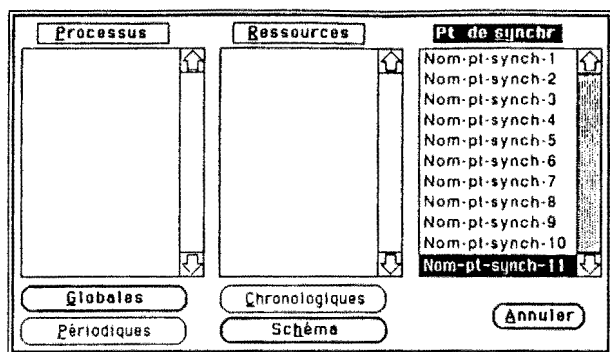 Processus
Ressources
Pt de synchr
Nom-pt-synch-1
Nom-pt-synch-2
Nom-pt-synch-3
Nom-pt-synch-4
Nom-pt-synch-5
Nom-pt-synch-6
Nom-pt-synch-7
Nom-pt-synch-8
Nom-pt-synch-9
Nom-pt-synch-10
Nom-pt-synch-11
Globales
Chronologiques
Périodiques
Schéma
Annuler